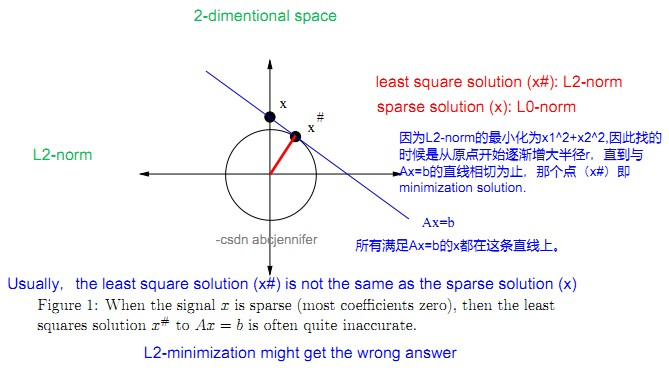 2-dimentional space
least square solution (x#): L2-norm
sparse solution (x): L0-norm
x
x#
因为L2-norm的最小化为x1^2+x2^2,因此找的
时候是从原点开始逐渐增大半径r，直到与
Ax=b的直线相切为止，那个点（x#）即
minimization solution.
L2-norm
Ax=b
-csdn abcjennifer
所有满足Ax=b的x都在这条直线上。
Usually， the least square solution (x#) is not the same as the sparse solution (x)
Figure 1: When the signal x is sparse (most coefficients zero), then the least
squares solution x# to Ax = b is often quite inaccurate.
L2-minimization might get the wrong answer